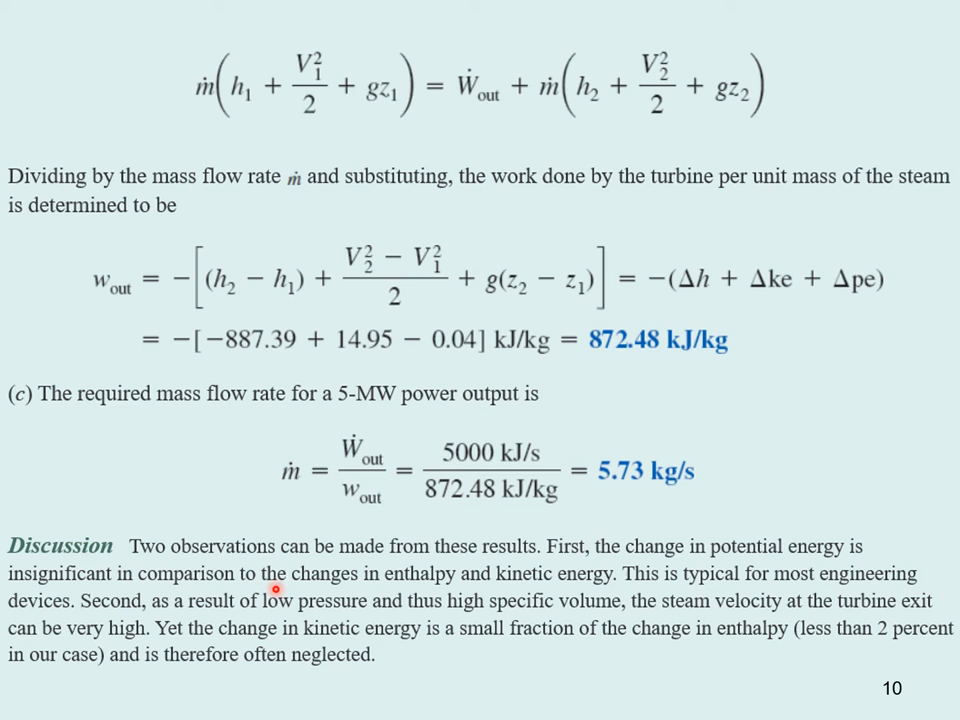 ṁ(h₁ + V₁²/2 + gz₁) = Ẇout + ṁ(h₂ + V₂²/2 + gz₂)
Dividing by the mass flow rate ṁ and substituting, the work done by the turbine per unit mass of the steam
is determined to be
wout = −[(h₂ − h₁) + (V₂² − V₁²)/2 + g(z₂ − z₁)] = −(Δh + Δke + Δpe)
= −[−887.39 + 14.95 − 0.04] kJ/kg = 872.48 kJ/kg
(c) The required mass flow rate for a 5-MW power output is
ṁ = Ẇout/wout = 5000 kJ/s / 872.48 kJ/kg = 5.73 kg/s
Discussion Two observations can be made from these results. First, the change in potential energy is
insignificant in comparison to the changes in enthalpy and kinetic energy. This is typical for most engineering
devices. Second, as a result of low pressure and thus high specific volume, the steam velocity at the turbine exit
can be very high. Yet the change in kinetic energy is a small fraction of the change in enthalpy (less than 2 percent
in our case) and is therefore often neglected.
10